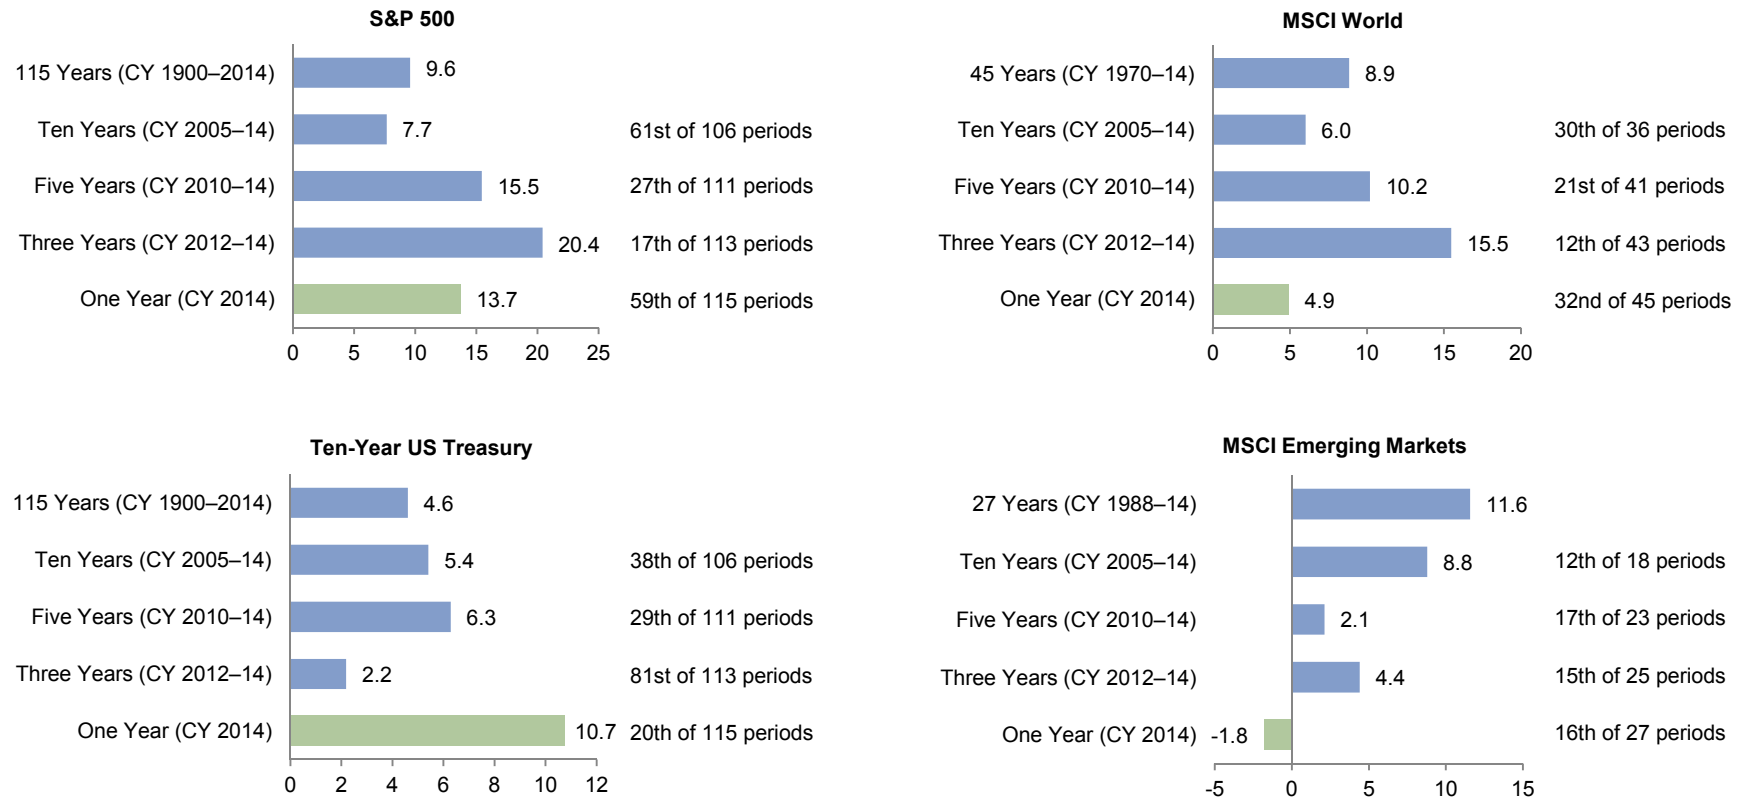 S&P 500
115 Years (CY 1900–2014) 9.6
Ten Years (CY 2005–14) 7.7 61st of 106 periods
Five Years (CY 2010–14) 15.5 27th of 111 periods
Three Years (CY 2012–14) 20.4 17th of 113 periods
One Year (CY 2014) 13.7 59th of 115 periods
0 5 10 15 20 25
MSCI World
45 Years (CY 1970–14) 8.9
Ten Years (CY 2005–14) 6.0 30th of 36 periods
Five Years (CY 2010–14) 10.2 21st of 41 periods
Three Years (CY 2012–14) 15.5 12th of 43 periods
One Year (CY 2014) 4.9 32nd of 45 periods
0 5 10 15 20
Ten-Year US Treasury
115 Years (CY 1900–2014) 4.6
Ten Years (CY 2005–14) 5.4 38th of 106 periods
Five Years (CY 2010–14) 6.3 29th of 111 periods
Three Years (CY 2012–14) 2.2 81st of 113 periods
One Year (CY 2014) 10.7 20th of 115 periods
0 2 4 6 8 10 12
MSCI Emerging Markets
27 Years (CY 1988–14) 11.6
Ten Years (CY 2005–14) 8.8 12th of 18 periods
Five Years (CY 2010–14) 2.1 17th of 23 periods
Three Years (CY 2012–14) 4.4 15th of 25 periods
One Year (CY 2014) -1.8 16th of 27 periods
-5 0 5 10 15